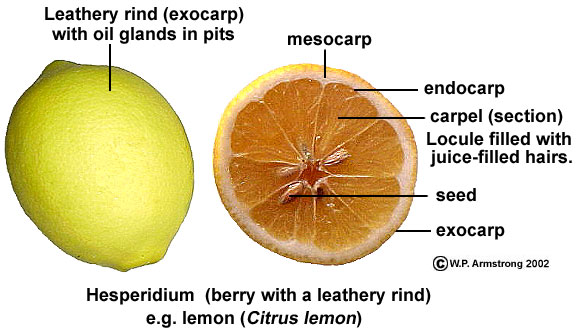 Leathery rind (exocarp)
with oil glands in pits
mesocarp
endocarp
carpel (section)
Locule filled with
juice-filled hairs.
seed
exocarp
© W.P. Armstrong 2002
Hesperidium (berry with a leathery rind)
e.g. lemon (Citrus lemon)